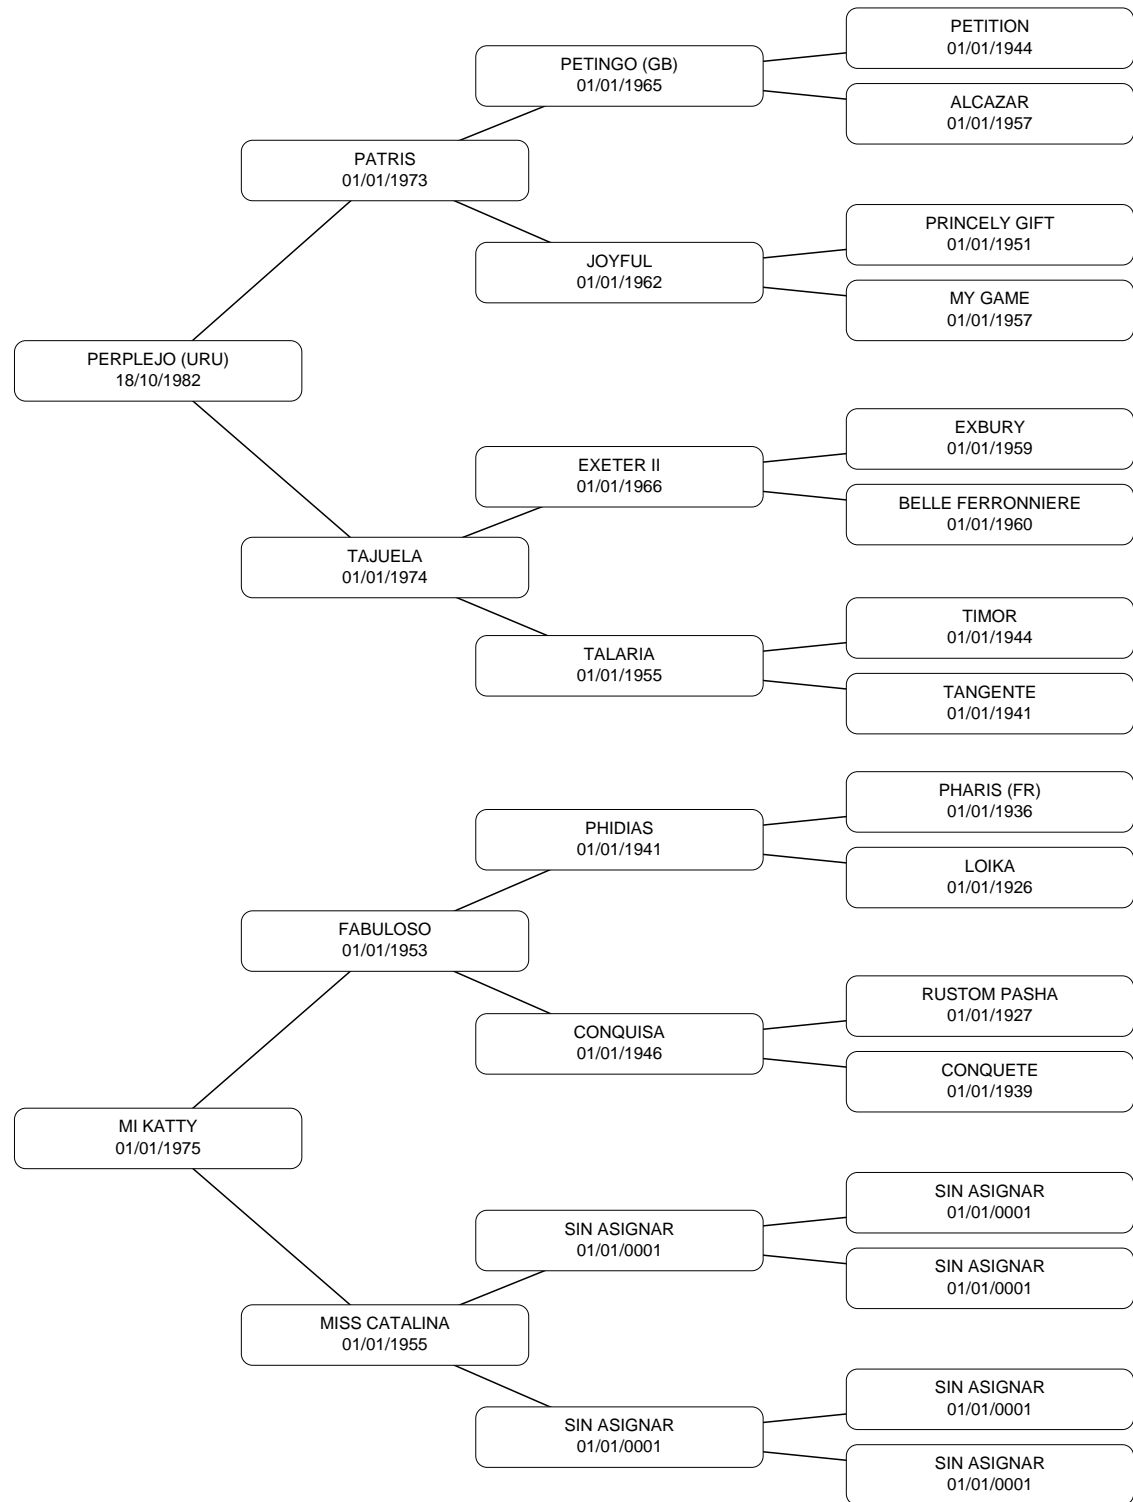 PETITION
01/01/1944
PETINGO (GB)
01/01/1965
ALCAZAR
01/01/1957
PATRIS
01/01/1973
PRINCELY GIFT
01/01/1951
JOYFUL
01/01/1962
MY GAME
01/01/1957
PERPLEJO (URU)
18/10/1982
EXBURY
01/01/1959
EXETER II
01/01/1966
BELLE FERRONNIERE
01/01/1960
TAJUELA
01/01/1974
TIMOR
01/01/1944
TALARIA
01/01/1955
TANGENTE
01/01/1941
PHARIS (FR)
01/01/1936
PHIDIAS
01/01/1941
LOIKA
01/01/1926
FABULOSO
01/01/1953
RUSTOM PASHA
01/01/1927
CONQUISA
01/01/1946
CONQUETE
01/01/1939
MI KATTY
01/01/1975
SIN ASIGNAR
01/01/0001
SIN ASIGNAR
01/01/0001
SIN ASIGNAR
01/01/0001
MISS CATALINA
01/01/1955
SIN ASIGNAR
01/01/0001
SIN ASIGNAR
01/01/0001
SIN ASIGNAR
01/01/0001